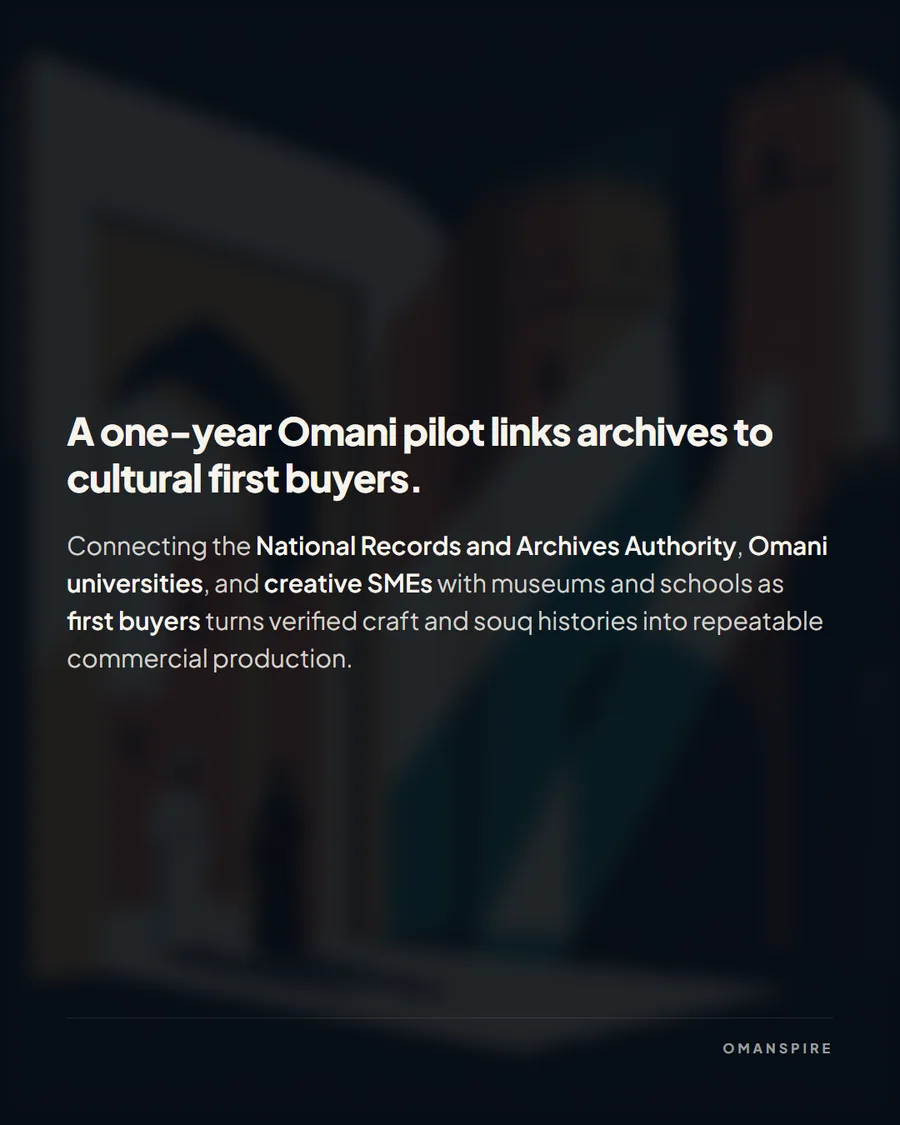 A one-year Omani pilot links archives to
cultural first buyers.
Connecting the National Records and Archives Authority, Omani
universities, and creative SMEs with museums and schools as
first buyers turns verified craft and souq histories into repeatable
commercial production.
OMANSPIRE